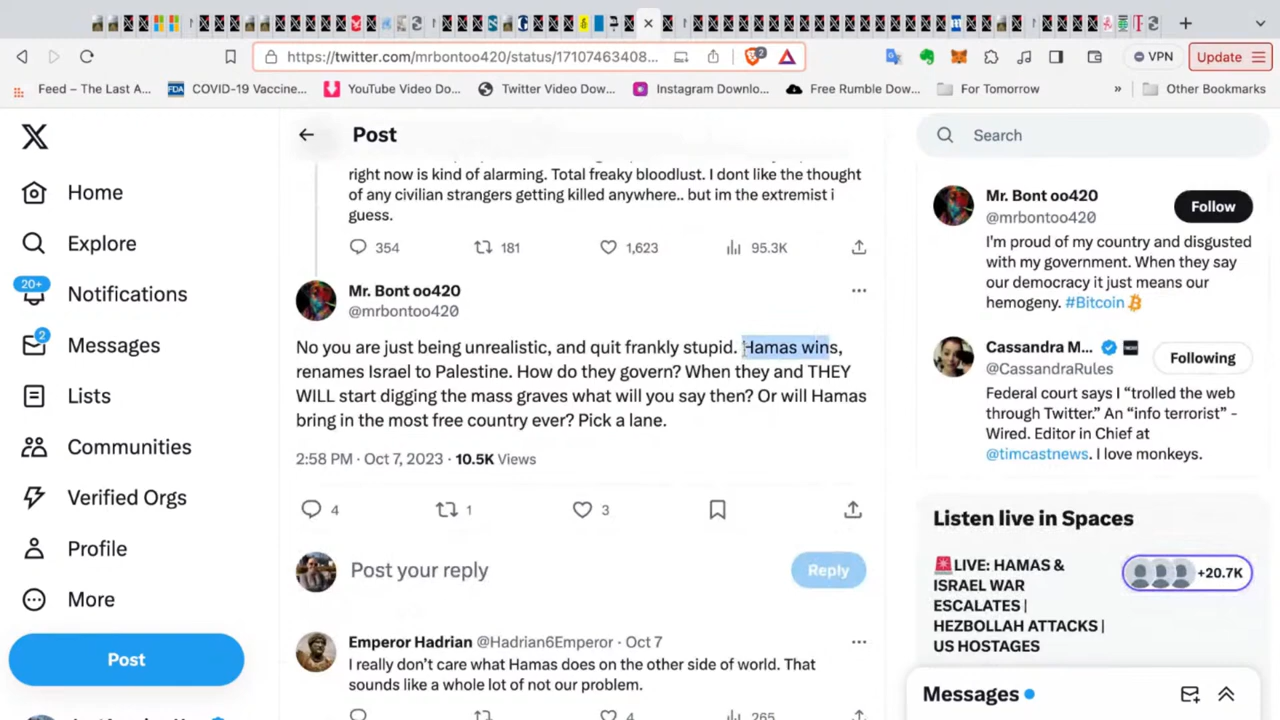 https://twitter.com/mrbontoo420/status/17107463408...
2
VPN
Update
Feed – The Last A...
COVID-19 Vaccine...
YouTube Video Do...
Twitter Video Dow...
Instagram Downlo...
Free Rumble Dow...
For Tomorrow
»
Other Bookmarks
Home
Explore
20+
Notifications
2
Messages
Lists
Communities
Verified Orgs
Profile
More
Post
Post
right now is kind of alarming. Total freaky bloodlust. I dont like the thought
of any civilian strangers getting killed anywhere.. but im the extremist i
guess.
354 181 1,623 95.3K
Mr. Bont oo420
@mrbontoo420
No you are just being unrealistic, and quit frankly stupid. Hamas wins,
renames Israel to Palestine. How do they govern? When they and THEY
WILL start digging the mass graves what will you say then? Or will Hamas
bring in the most free country ever? Pick a lane.
2:58 PM · Oct 7, 2023 · 10.5K Views
4 1 3
Post your reply
Reply
Emperor Hadrian @Hadrian6Emperor · Oct 7
I really don’t care what Hamas does on the other side of world. That
sounds like a whole lot of not our problem.
4 265
Search
Mr. Bont oo420
@mrbontoo420
Follow
I'm proud of my country and disgusted
with my government. When they say
our democracy it just means our
hemogeny. #Bitcoin
Cassandra M...
@CassandraRules
Following
Federal court says I “trolled the web
through Twitter.” An “info terrorist” -
Wired. Editor in Chief at
@timcastnews. I love monkeys.
Listen live in Spaces
LIVE: HAMAS &
ISRAEL WAR
ESCALATES |
HEZBOLLAH ATTACKS |
US HOSTAGES
+20.7K
Messages